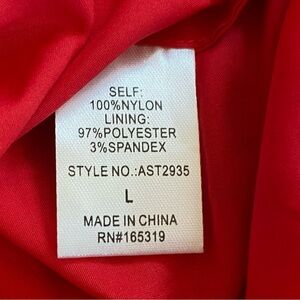 SELF:
100%NYLON
LINING:
97%POLYESTER
3%SPANDEX
STYLE NO.:AST2935
L
MADE IN CHINA
RN#165319